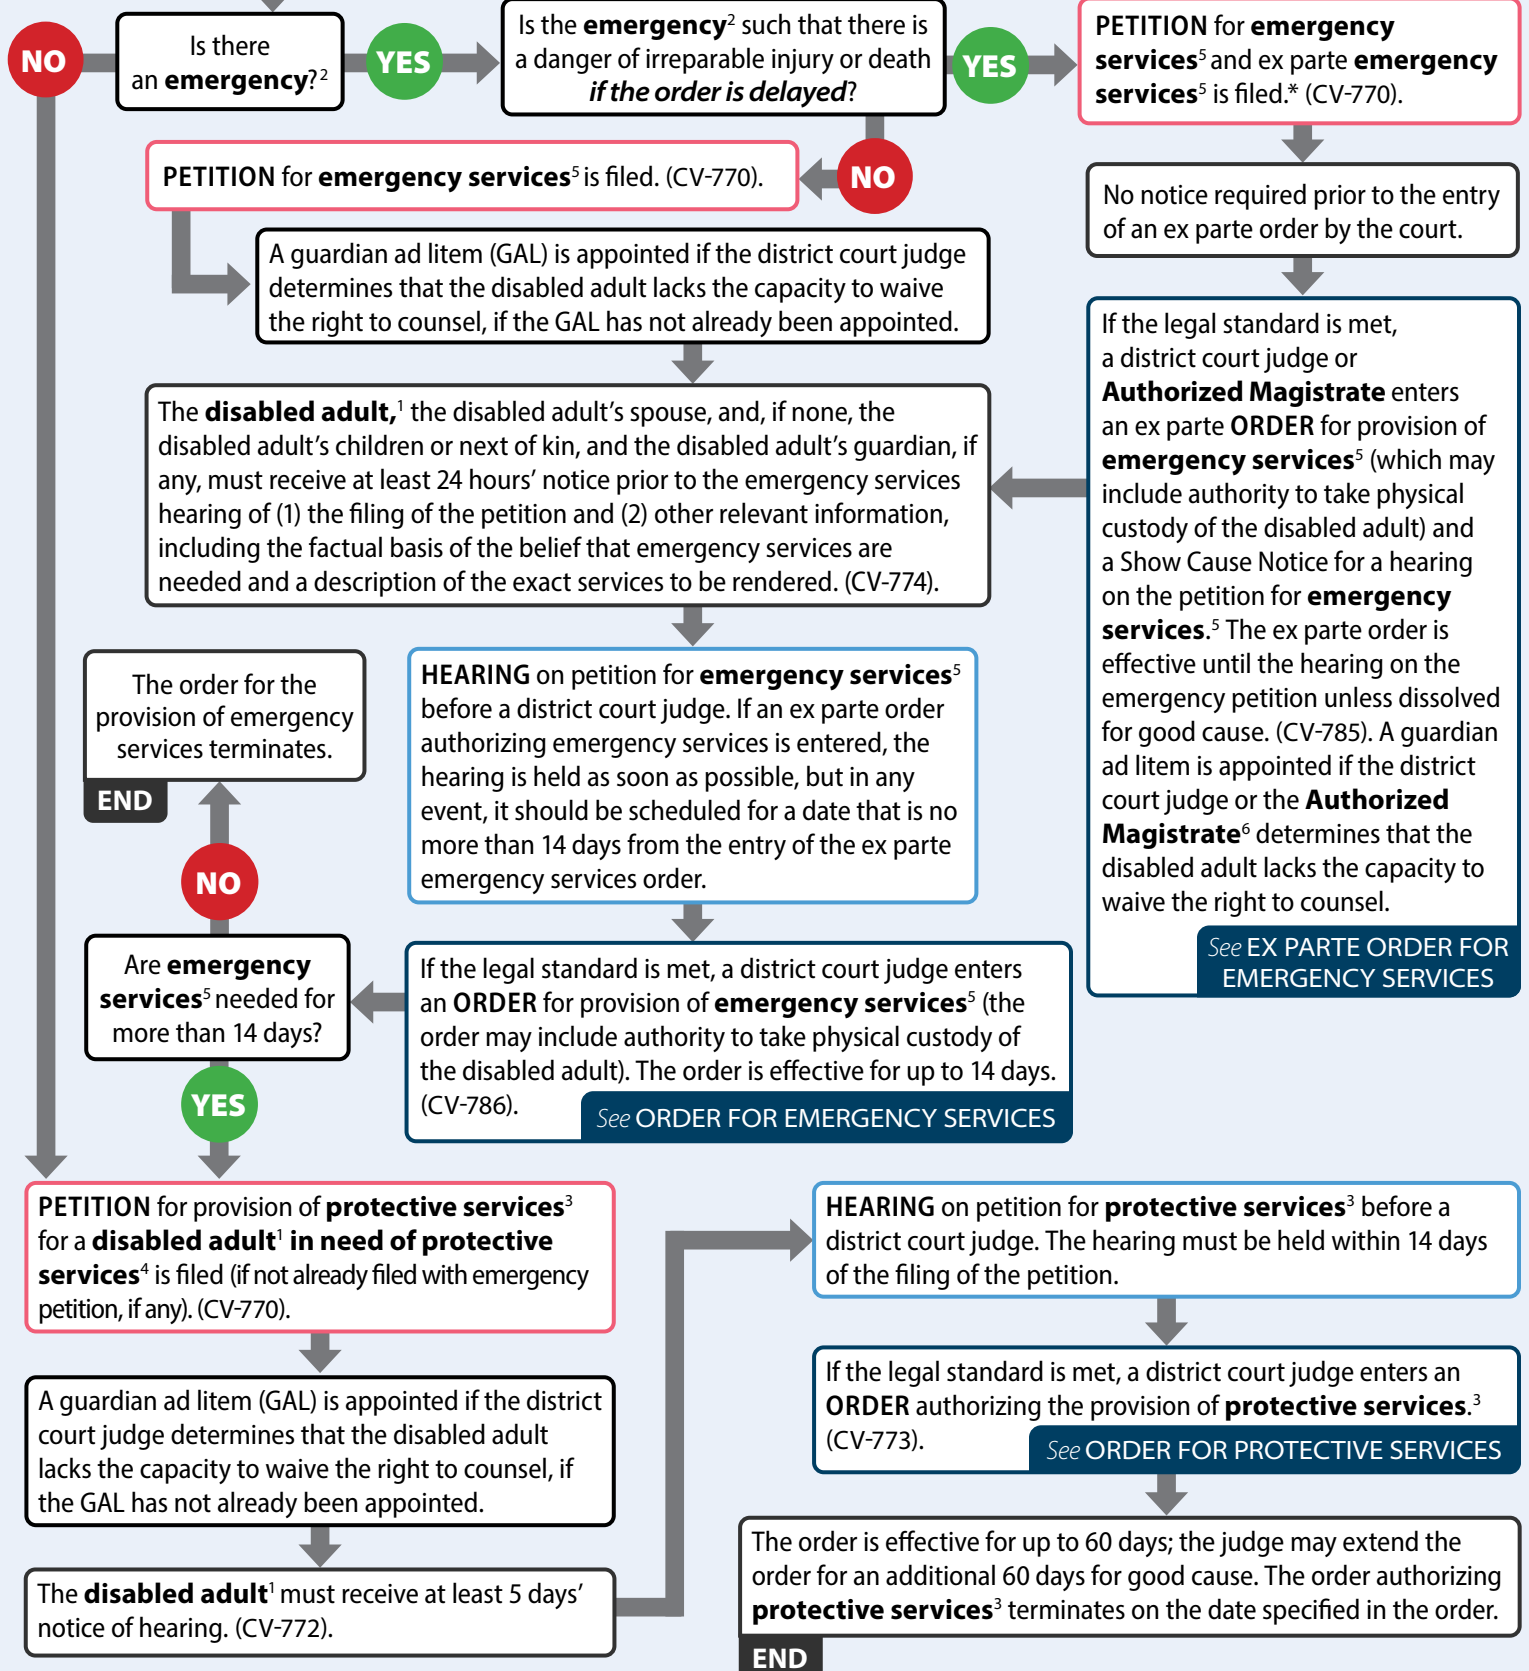 NO
Is there
an emergency?2
YES
Is the emergency2 such that there is
a danger of irreparable injury or death
if the order is delayed?
YES
PETITION for emergency
services5 and ex parte emergency
services5 is filed.* (CV-770).
NO
PETITION for emergency services5 is filed. (CV-770).
No notice required prior to the entry
of an ex parte order by the court.
A guardian ad litem (GAL) is appointed if the district court judge
determines that the disabled adult lacks the capacity to waive
the right to counsel, if the GAL has not already been appointed.
If the legal standard is met,
a district court judge or
Authorized Magistrate enters
an ex parte ORDER for provision of
emergency services5 (which may
include authority to take physical
custody of the disabled adult) and
a Show Cause Notice for a hearing
on the petition for emergency
services.5 The ex parte order is
effective until the hearing on the
emergency petition unless dissolved
for good cause. (CV-785). A guardian
ad litem is appointed if the district
court judge or the Authorized
Magistrate6 determines that the
disabled adult lacks the capacity to
waive the right to counsel.
See EX PARTE ORDER FOR
EMERGENCY SERVICES
The disabled adult,1 the disabled adult’s spouse, and, if none, the
disabled adult’s children or next of kin, and the disabled adult’s guardian, if
any, must receive at least 24 hours’ notice prior to the emergency services
hearing of (1) the filing of the petition and (2) other relevant information,
including the factual basis of the belief that emergency services are
needed and a description of the exact services to be rendered. (CV-774).
HEARING on petition for emergency services5
before a district court judge. If an ex parte order
authorizing emergency services is entered, the
hearing is held as soon as possible, but in any
event, it should be scheduled for a date that is no
more than 14 days from the entry of the ex parte
emergency services order.
If the legal standard is met, a district court judge enters
an ORDER for provision of emergency services5 (the
order may include authority to take physical custody of
the disabled adult). The order is effective for up to 14 days.
(CV-786).
See ORDER FOR EMERGENCY SERVICES
Are emergency
services5 needed for
more than 14 days?
NO
The order for the
provision of emergency
services terminates.
END
YES
PETITION for provision of protective services3
for a disabled adult1 in need of protective
services4 is filed (if not already filed with emergency
petition, if any). (CV-770).
A guardian ad litem (GAL) is appointed if the district
court judge determines that the disabled adult
lacks the capacity to waive the right to counsel, if
the GAL has not already been appointed.
The disabled adult1 must receive at least 5 days’
notice of hearing. (CV-772).
HEARING on petition for protective services3 before a
district court judge. The hearing must be held within 14 days
of the filing of the petition.
If the legal standard is met, a district court judge enters an
ORDER authorizing the provision of protective services.3
(CV-773).
See ORDER FOR PROTECTIVE SERVICES
The order is effective for up to 60 days; the judge may extend the
order for an additional 60 days for good cause. The order authorizing
protective services3 terminates on the date specified in the order.
END